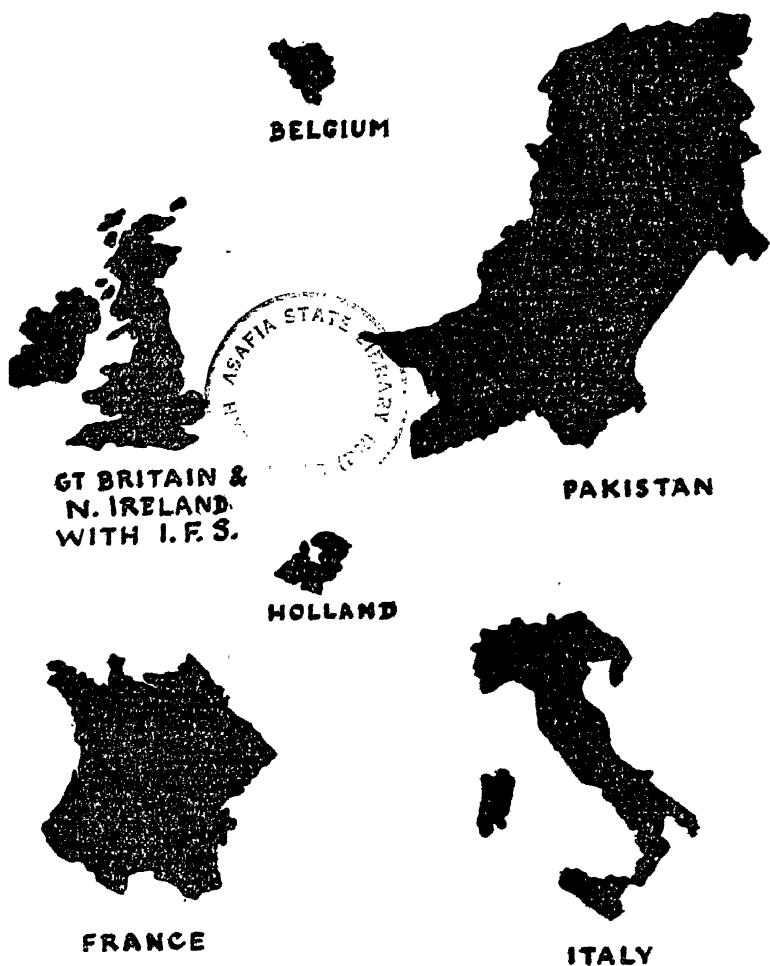 BELGIUM
ASAFIA STATE LIBRARY
GT BRITAIN &
N. IRELAND.
WITH I.F.S.
PAKISTAN
HOLLAND
FRANCE
ITALY